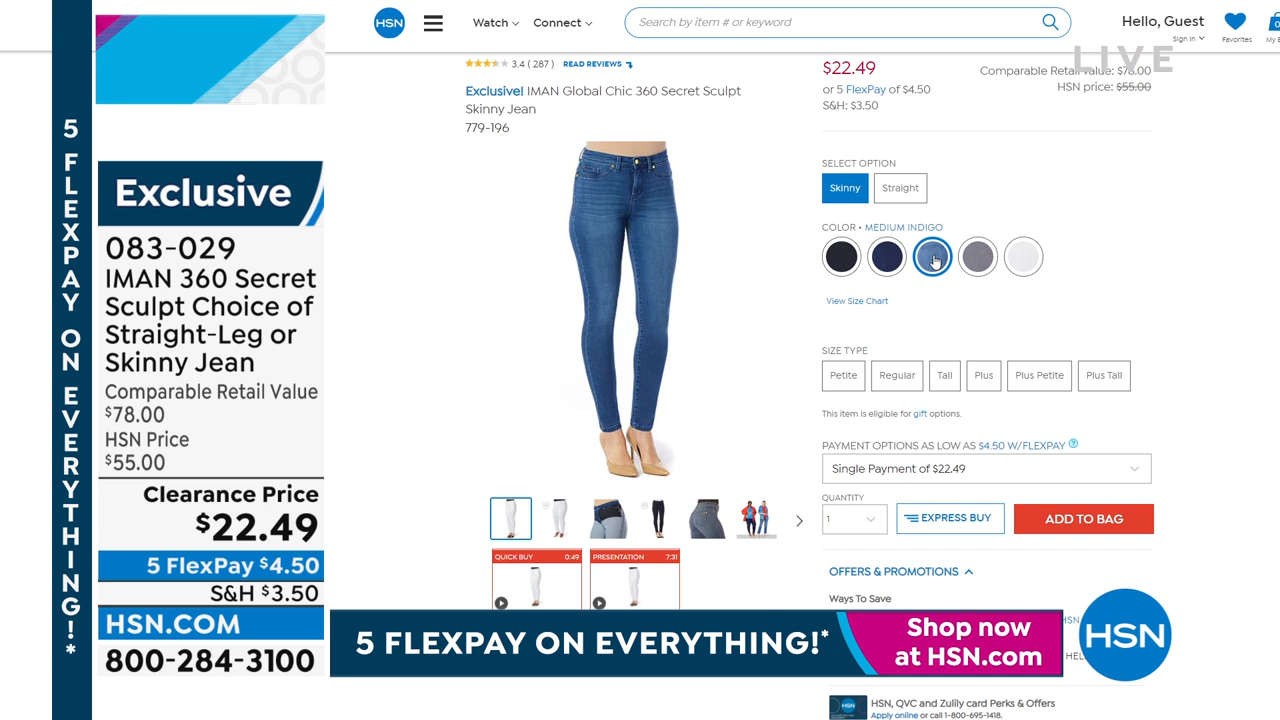 5 FLEXPAY ON EVERYTHING!*
Exclusive
083-029
IMAN 360 Secret
Sculpt Choice of
Straight-Leg or
Skinny Jean
Comparable Retail Value
$78.00
HSN Price
$55.00
Clearance Price
$22.49
5 FlexPay $4.50
S&H $3.50
HSN.COM
800-284-3100
HSN
Watch
Connect
Search by item # or keyword
Hello, Guest
Sign In
Favorites
LIVE
3.4 ( 287 ) READ REVIEWS
Exclusive! IMAN Global Chic 360 Secret Sculpt
Skinny Jean
779-196
$22.49
or 5 FlexPay of $4.50
S&H: $3.50
Comparable Retail Value: $78.00
HSN price: $55.00
SELECT OPTION
Skinny
Straight
COLOR • MEDIUM INDIGO
View Size Chart
SIZE TYPE
Petite
Regular
Tall
Plus
Plus Petite
Plus Tall
This item is eligible for gift options.
PAYMENT OPTIONS AS LOW AS $4.50 W/FLEXPAY
Single Payment of $22.49
QUANTITY
1
EXPRESS BUY
ADD TO BAG
QUICK BUY 0:49
PRESENTATION 7:31
OFFERS & PROMOTIONS
Ways To Save
5 FLEXPAY ON EVERYTHING!*
Shop now
at HSN.com
HSN
HSN, QVC and Zulily card Perks & Offers
Apply online or call 1-800-695-1418.